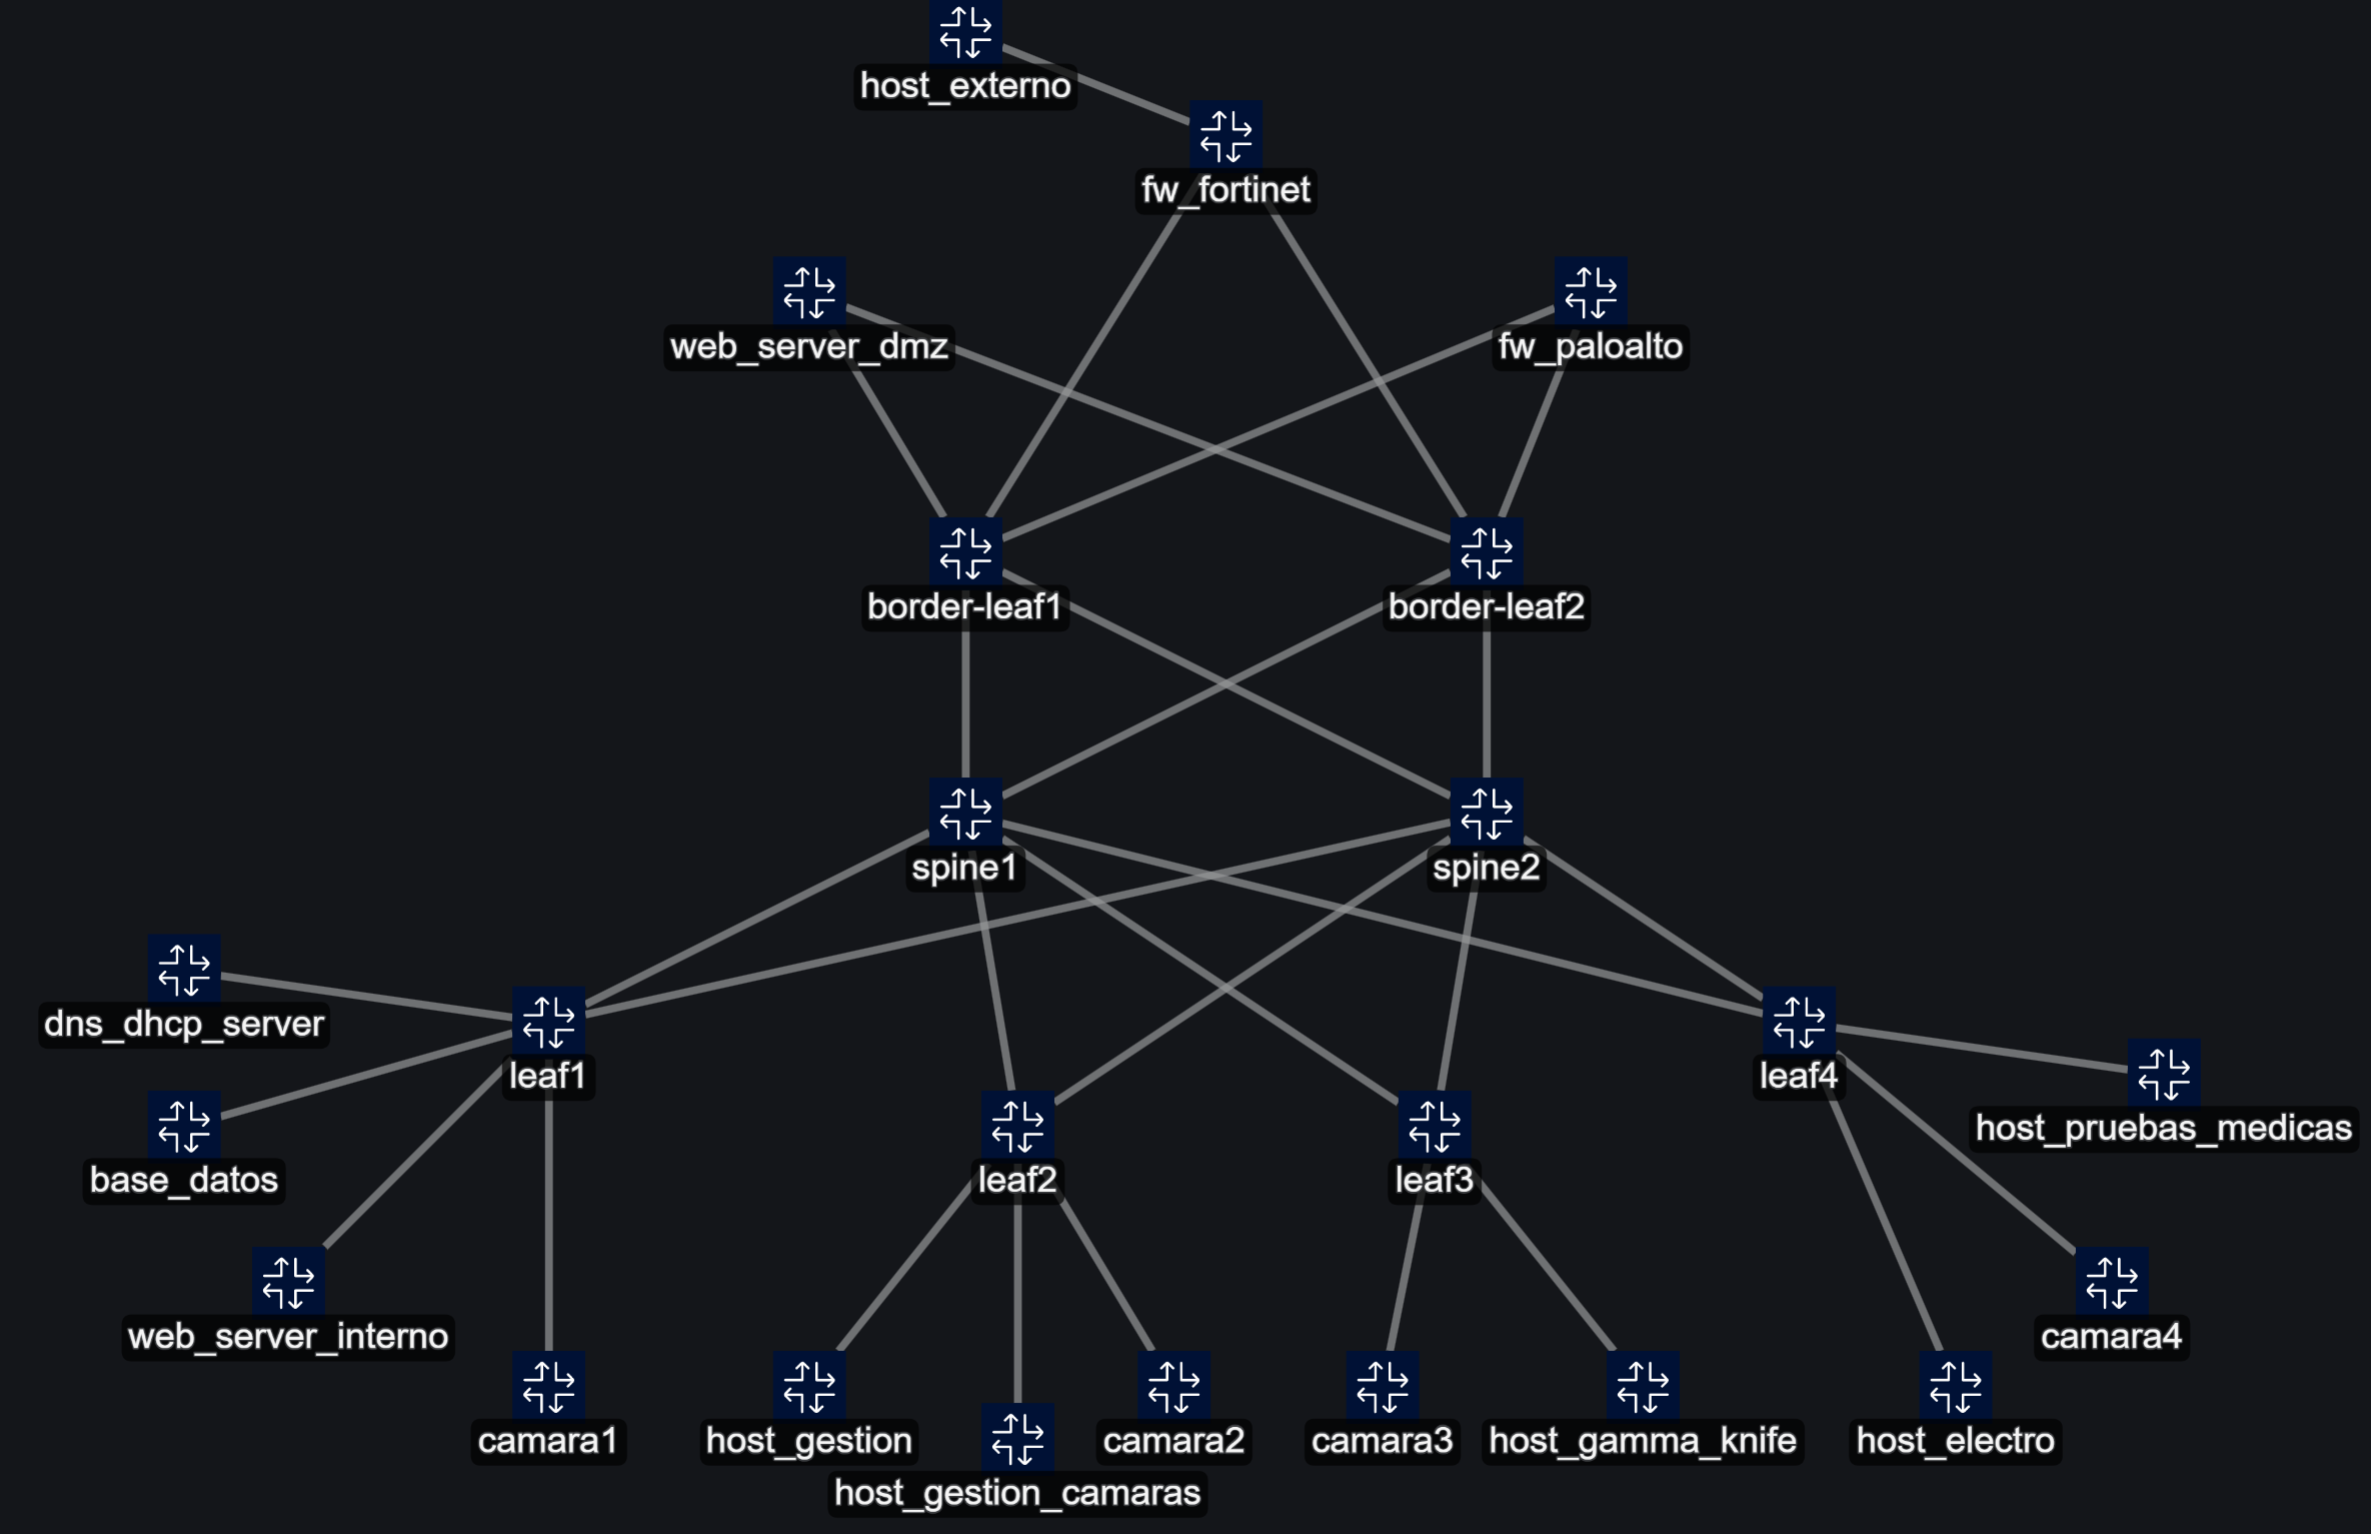 host_externo
fw_fortinet
web_server_dmz
fw_paloalto
border-leaf1
border-leaf2
spine1
spine2
dns_dhcp_server
leaf1
leaf4
host_pruebas_medicas
base_datos
leaf2
leaf3
web_server_interno
camara4
camara1
host_gestion
camara2
camara3
host_gamma_knife
host_electro
host_gestion_camaras